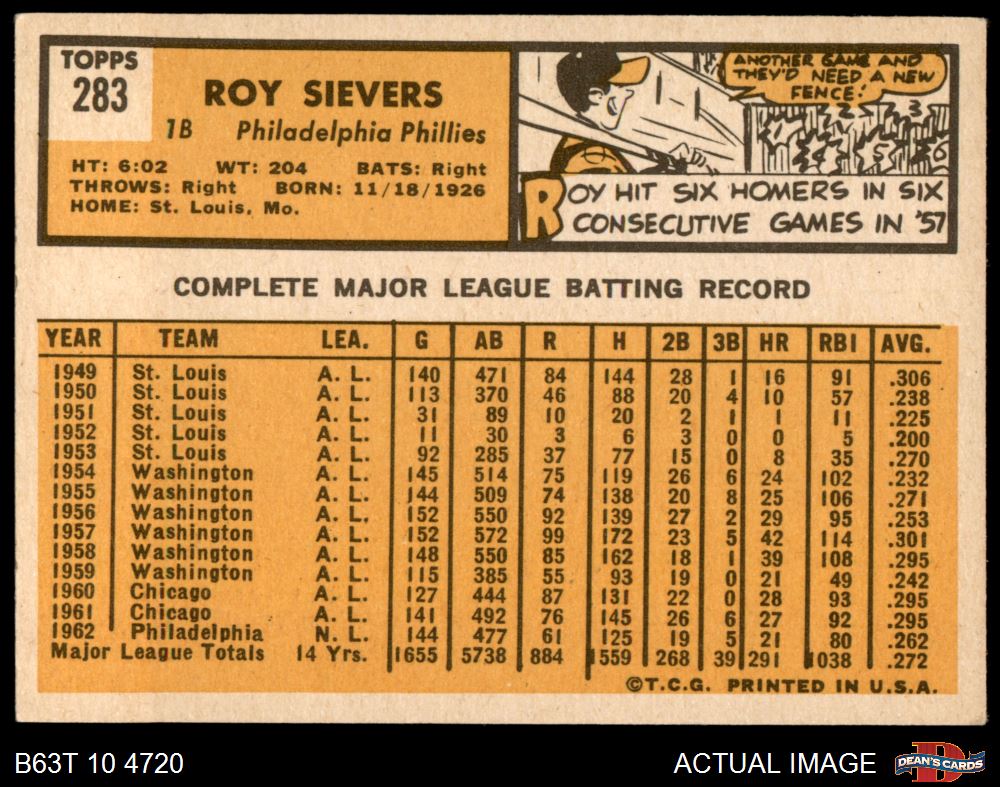 TOPPS
283
ROY SIEVERS
1B Philadelphia Phillies
HT: 6:02 WT: 204 BATS: Right
THROWS: Right BORN: 11/18/1926
HOME: St. Louis, Mo.
ANOTHER GAME AND
THEY'D NEED A NEW
FENCE!
1 2 3
4 5 6
ROY HIT SIX HOMERS IN SIX
CONSECUTIVE GAMES IN '57
COMPLETE MAJOR LEAGUE BATTING RECORD
YEAR TEAM LEA. G AB R H 2B 3B HR RBI AVG.
1949 St. Louis A. L. 140 471 84 144 28 1 16 91 .306
1950 St. Louis A. L. 113 370 46 88 20 4 10 57 .238
1951 St. Louis A. L. 31 89 10 20 2 1 1 11 .225
1952 St. Louis A. L. 11 30 3 6 3 0 0 5 .200
1953 St. Louis A. L. 92 285 37 77 15 0 8 35 .270
1954 Washington A. L. 145 514 75 119 26 6 24 102 .232
1955 Washington A. L. 144 509 74 138 20 8 25 106 .271
1956 Washington A. L. 152 550 92 139 27 2 29 95 .253
1957 Washington A. L. 152 572 99 172 23 5 42 114 .301
1958 Washington A. L. 148 550 85 162 18 1 39 108 .295
1959 Washington A. L. 115 385 55 93 19 0 21 49 .242
1960 Chicago A. L. 127 444 87 131 22 0 28 93 .295
1961 Chicago A. L. 141 492 76 145 26 6 27 92 .295
1962 Philadelphia N. L. 144 477 61 125 19 5 21 80 .262
Major League Totals 14 Yrs. 1655 5738 884 1559 268 39 291 1038 .272
©T.C.G. PRINTED IN U.S.A.
B63T 10 4720 ACTUAL IMAGE DEAN'S CARDS